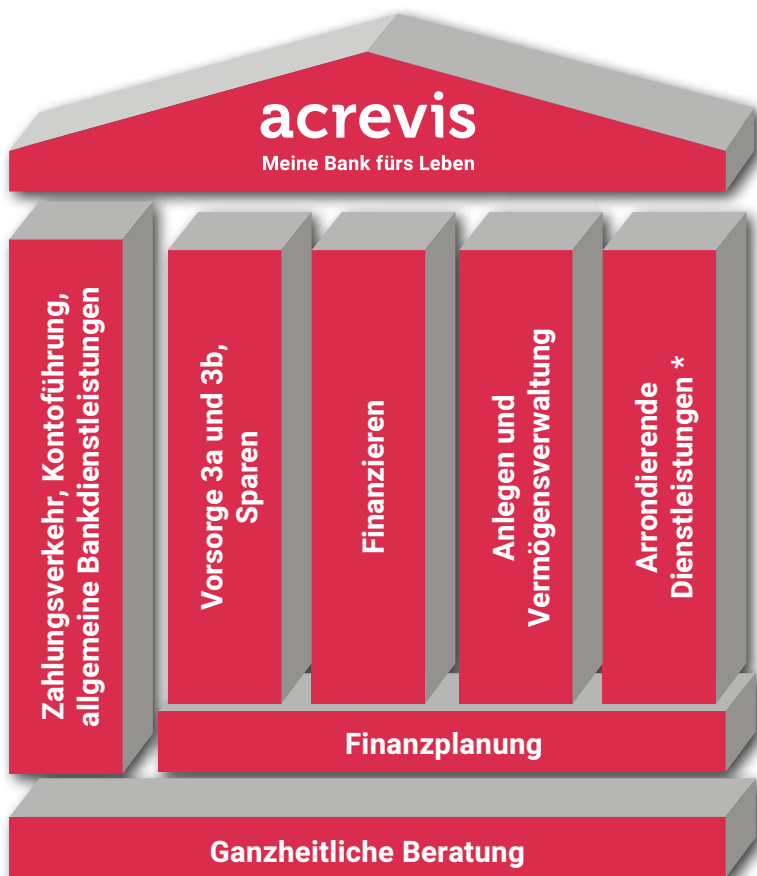 acrevis
Meine Bank fürs Leben
Zahlungsverkehr, Kontoführung,
allgemeine Bankdienstleistungen
Vorsorge 3a und 3b,
Sparen
Finanzieren
Anlegen und
Vermögensverwaltung
Arrondierende
Dienstleistungen *
Finanzplanung
Ganzheitliche Beratung